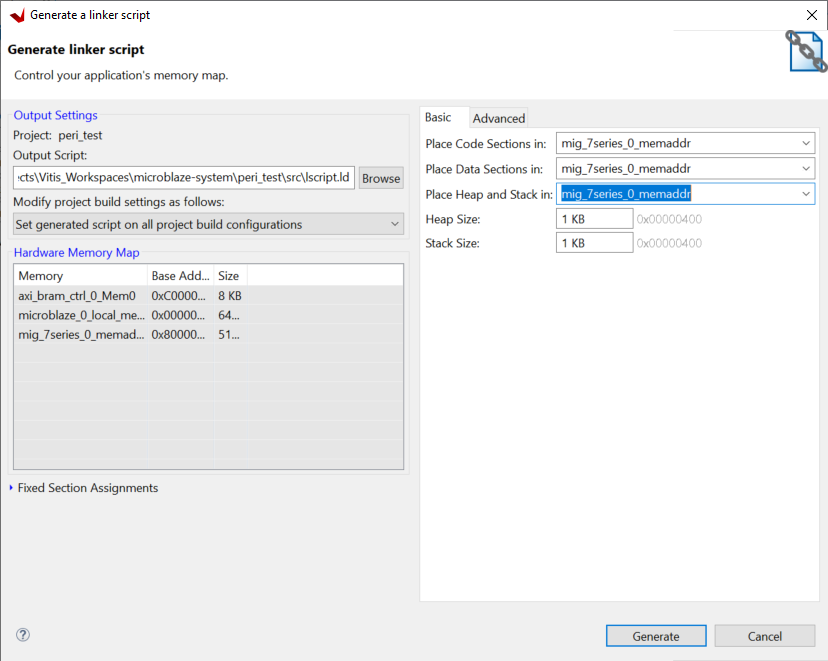 Generate a linker script
Generate linker script
Control your application's memory map.
Output Settings
Project: peri_test
Output Script:
:cts\Vitis_Workspaces\microblaze-system\peri_test\src\lscript.ld Browse
Modify project build settings as follows:
Set generated script on all project build configurations
Hardware Memory Map
Memory Base Add... Size
axi_bram_ctrl_0_Mem0 0xC0000... 8 KB
microblaze_0_local_me... 0x00000... 64...
mig_7series_0_memad... 0x80000... 51...
Fixed Section Assignments
Basic Advanced
Place Code Sections in: mig_7series_0_memaddr
Place Data Sections in: mig_7series_0_memaddr
Place Heap and Stack in: mig_7series_0_memaddr
Heap Size: 1 KB 0x00000400
Stack Size: 1 KB 0x00000400
?
Generate Cancel